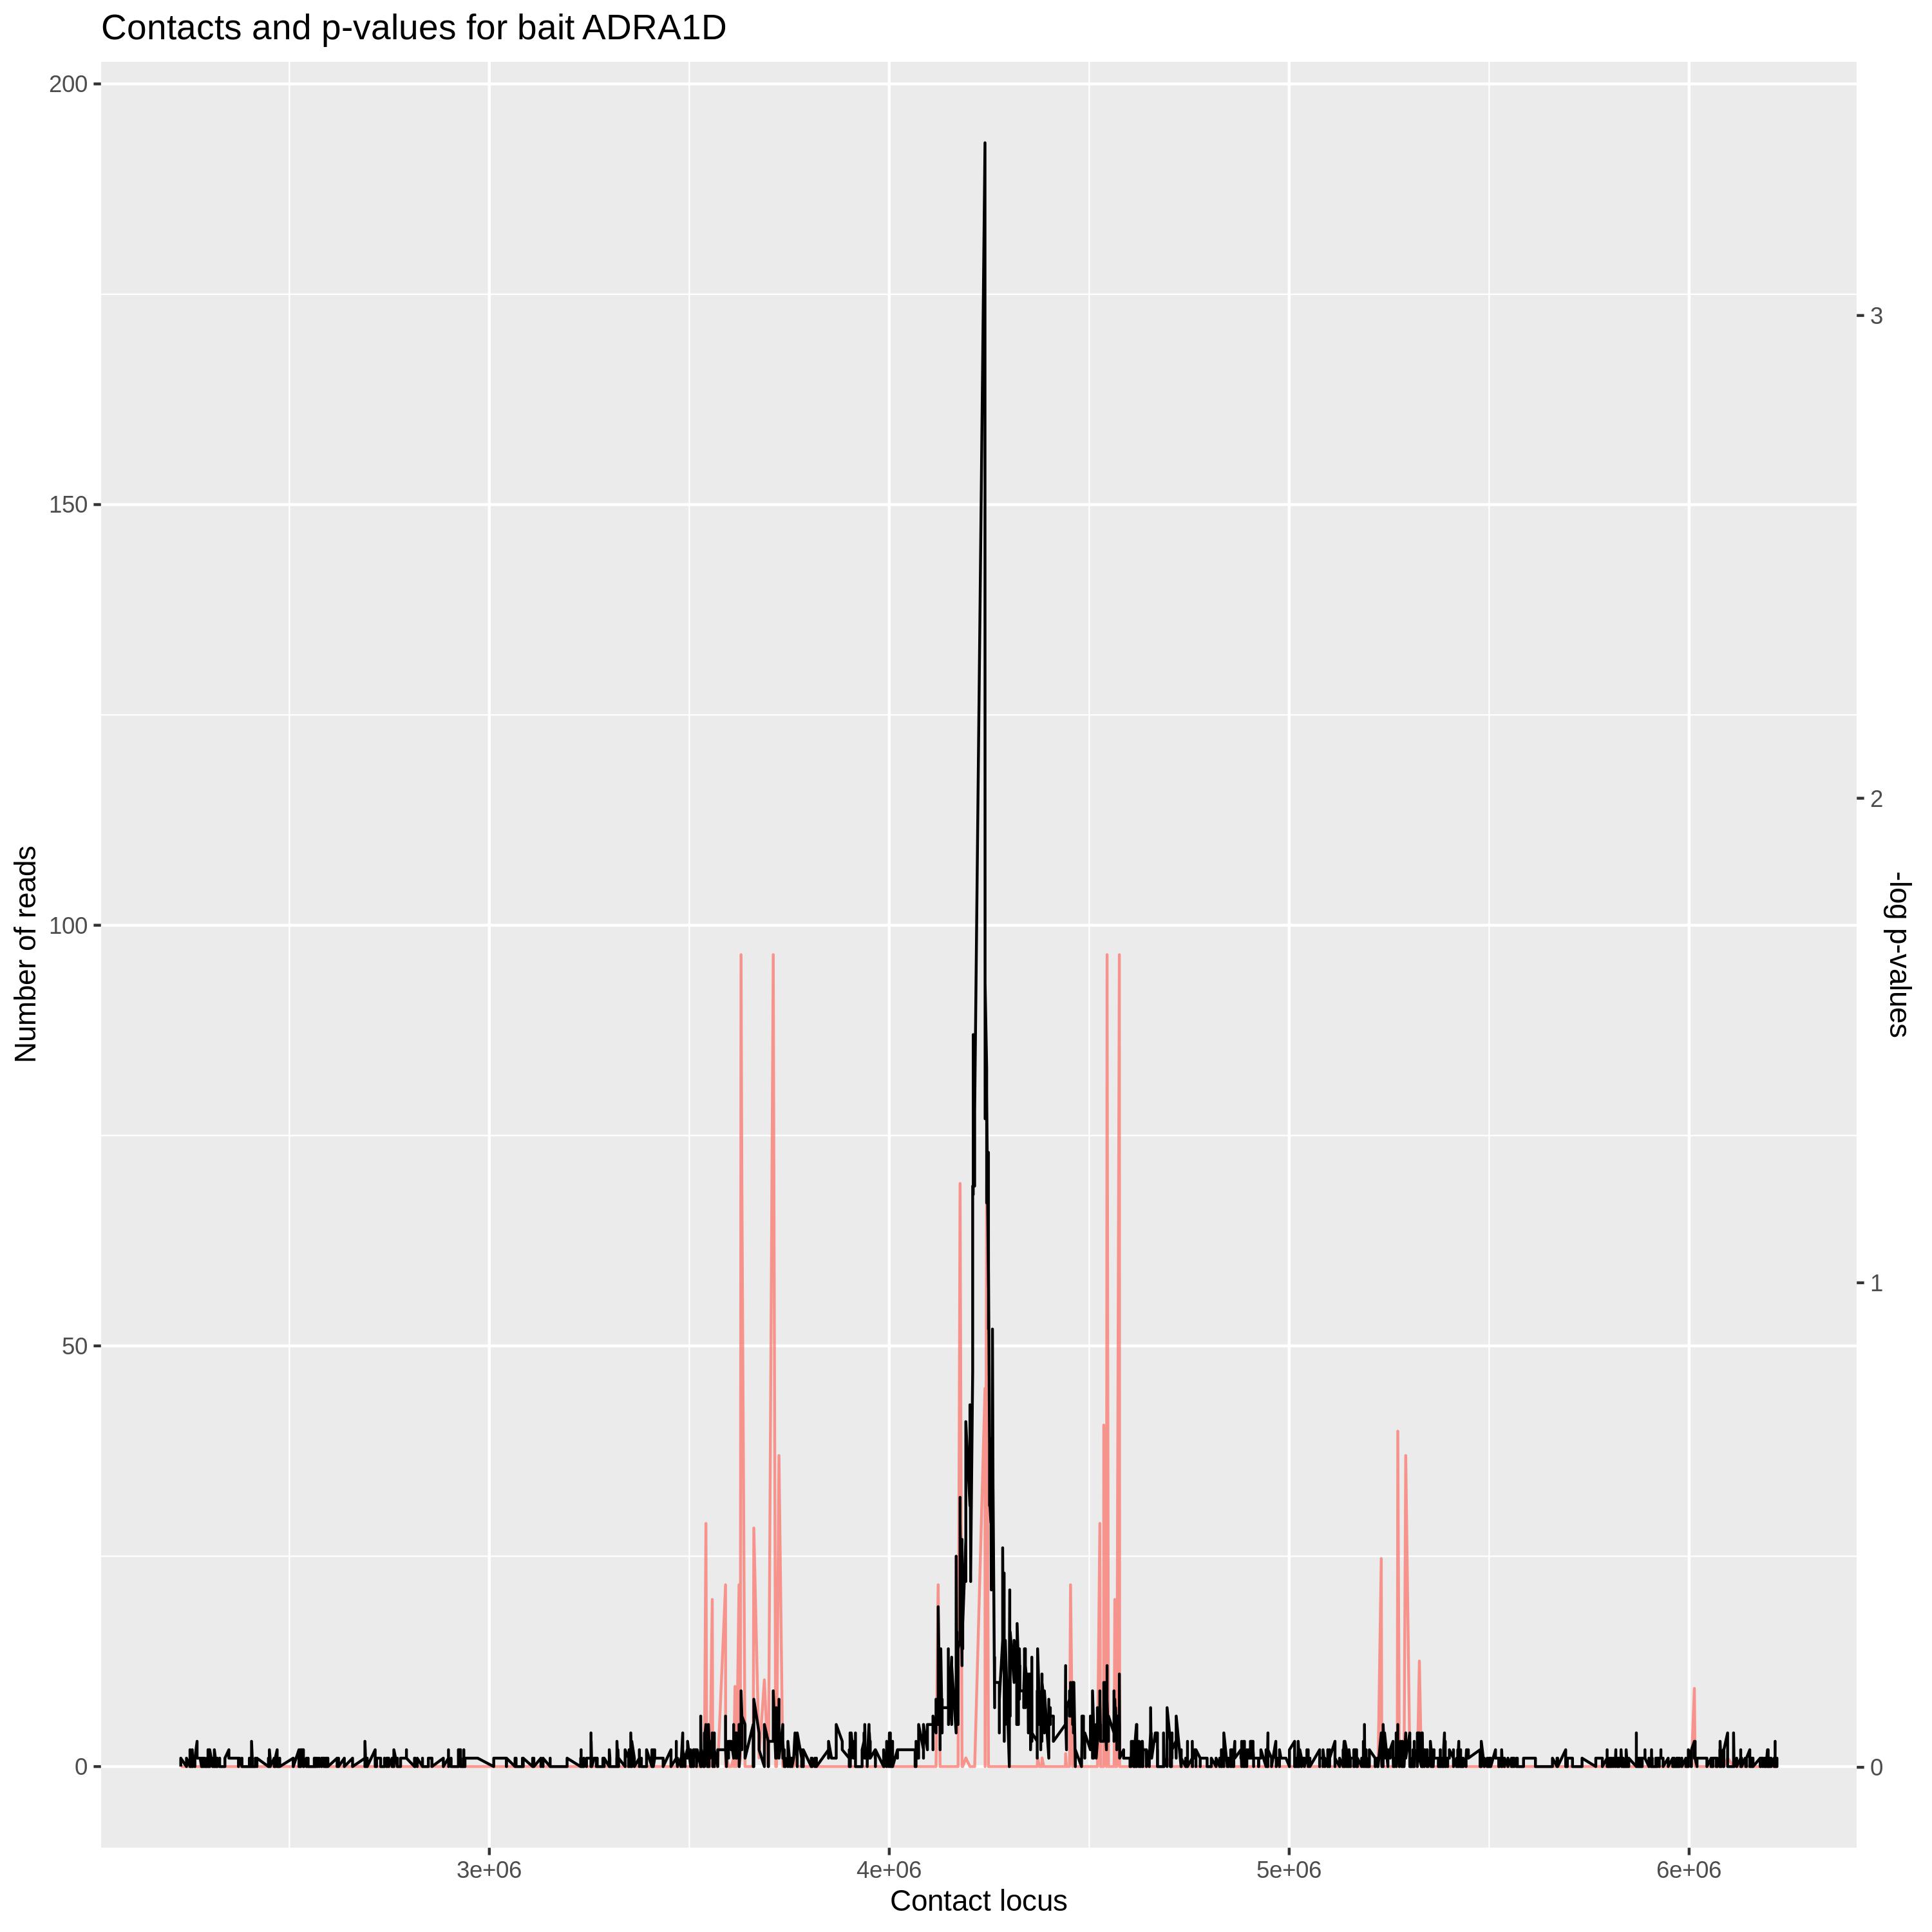 Contacts and p-values for bait ADRA1D
200
150
100
50
0
Number of reads
3
2
1
0
-log p-values
3e+06 4e+06 5e+06 6e+06
Contact locus